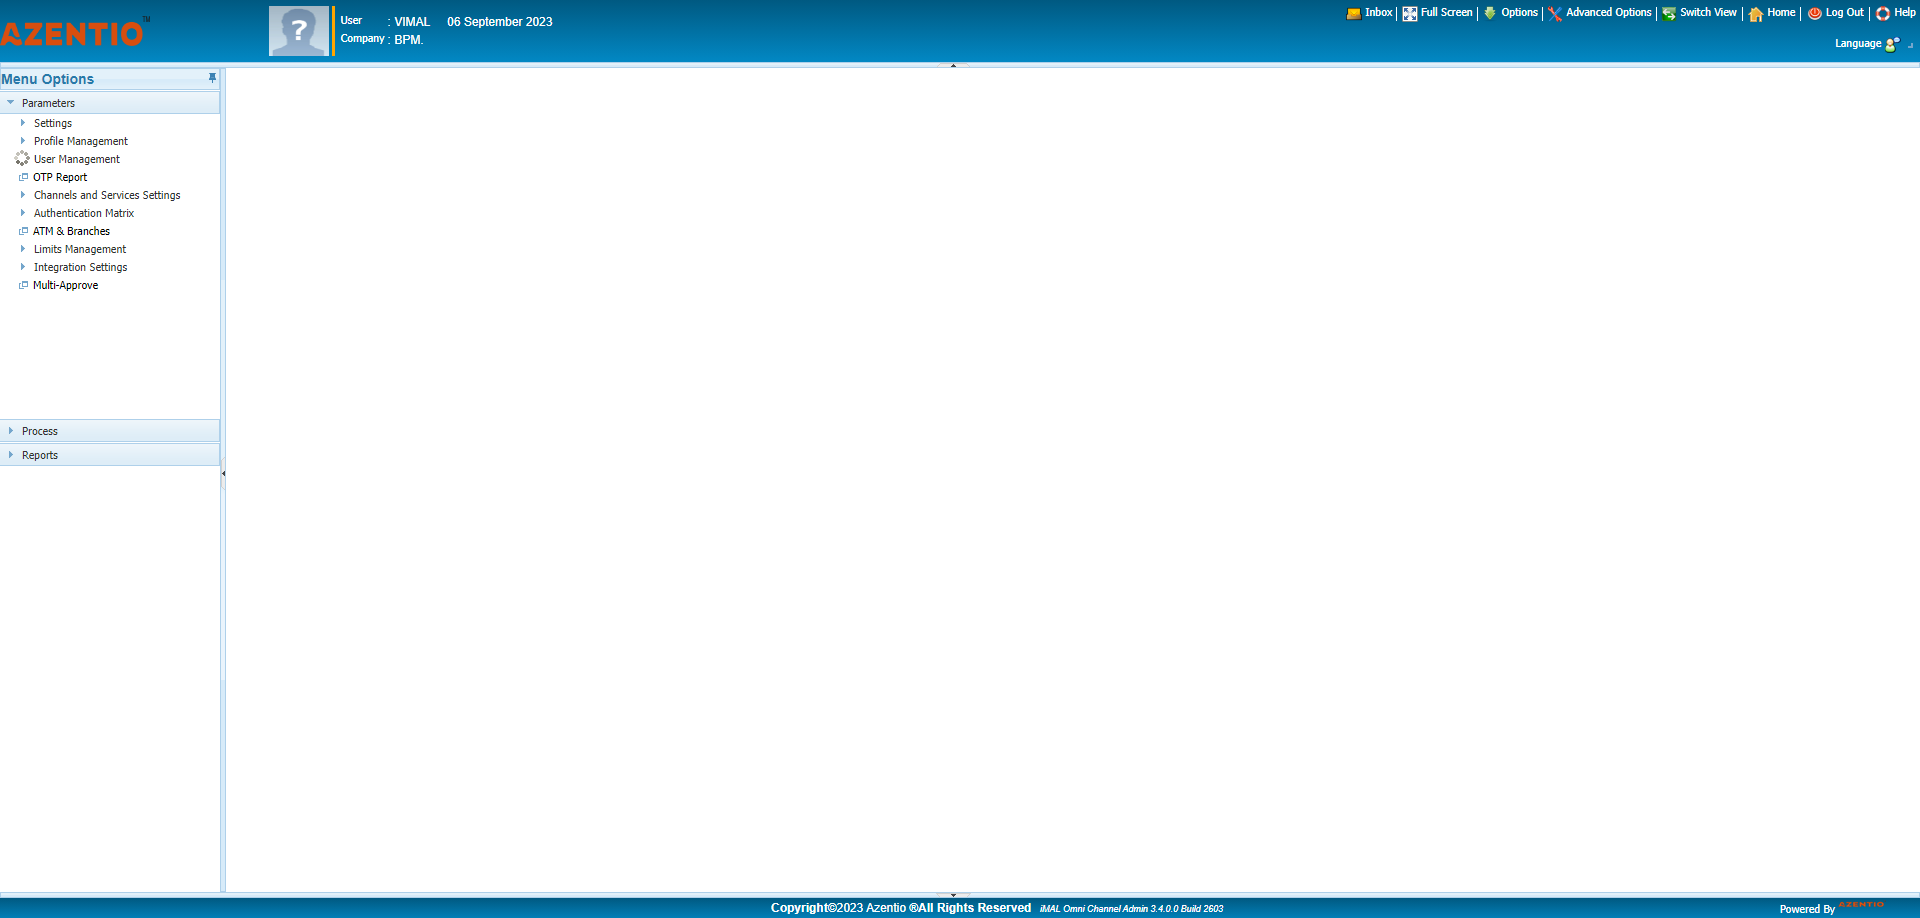 AZENTIO™
User : VIMAL 06 September 2023
Company : BPM.
Inbox Full Screen Options Advanced Options Switch View Home Log Out Help
Language
Menu Options
Parameters
Settings
Profile Management
User Management
OTP Report
Channels and Services Settings
Authentication Matrix
ATM & Branches
Limits Management
Integration Settings
Multi-Approve
Process
Reports
Copyright©2023 Azentio ®All Rights Reserved iMAL Omni Channel Admin 3.4.0.0 Build 2603
Powered By AZENTIO